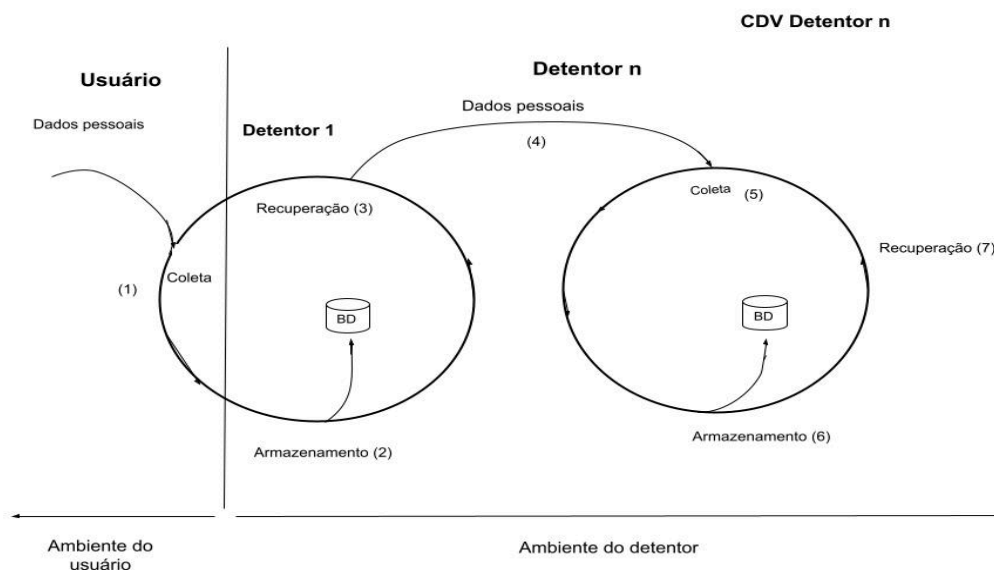 CDV Detentor n
Detentor n
Usuário
Dados pessoais
Dados pessoais
Detentor 1
(4)
Recuperação (3)
Coleta (5)
Recuperação (7)
Coleta
(1)
BD
BD
Armazenamento (2)
Armazenamento (6)
Ambiente do
usuário
Ambiente do detentor